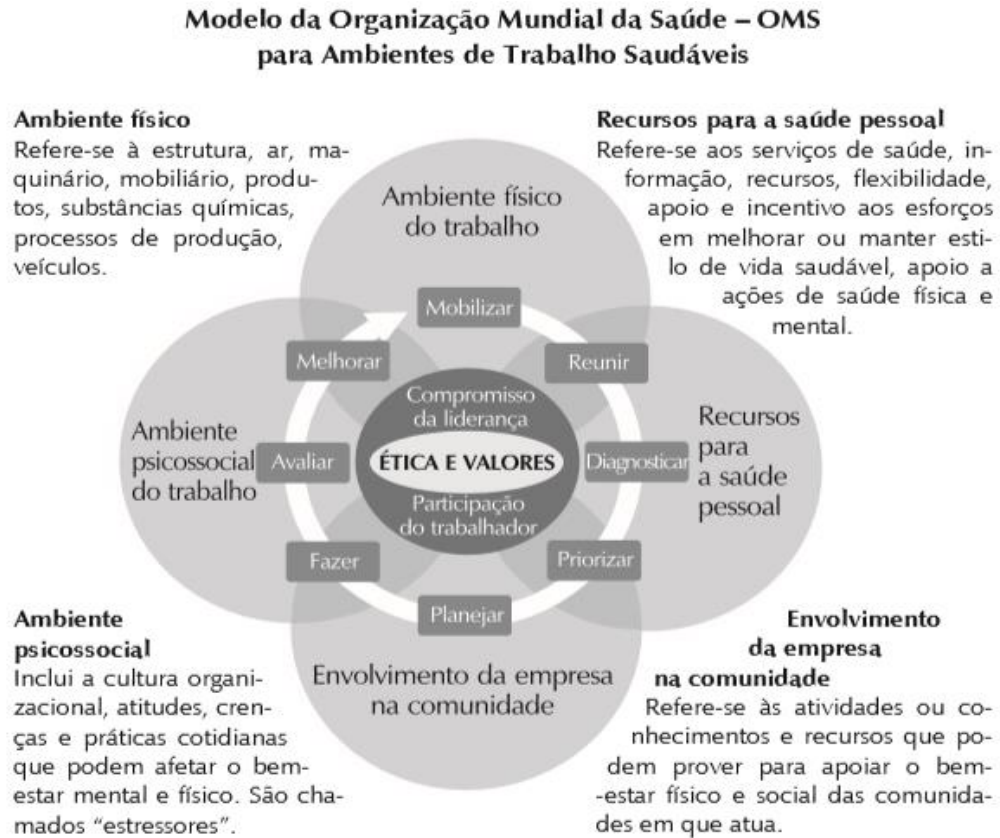 Modelo da Organização Mundial da Saúde – OMS
para Ambientes de Trabalho Saudáveis
Ambiente físico
Refere-se à estrutura, ar, ma-
quinário, mobiliário, produ-
tos, substâncias químicas,
processos de produção,
veículos.
Recursos para a saúde pessoal
Refere-se aos serviços de saúde, in-
formação, recursos, flexibilidade,
apoio e incentivo aos esforços
em melhorar ou manter esti-
lo de vida saudável, apoio a
ações de saúde física e
mental.
Ambiente físico
do trabalho
Mobilizar
Melhorar
Reunir
Compromisso
da liderança
Ambiente
psicossocial
do trabalho
Avaliar
ÉTICA E VALORES
Diagnosticar
Recursos
para
a saúde
pessoal
Participação
do trabalhador
Fazer
Priorizar
Planejar
Envolvimento da empresa
na comunidade
Ambiente
psicossocial
Inclui a cultura organi-
zacional, atitudes, cren-
ças e práticas cotidianas
que podem afetar o bem-
estar mental e físico. São cha-
mados “estressores”.
Envolvimento
da empresa
na comunidade
Refere-se às atividades ou co-
nhecimentos e recursos que po-
dem prover para apoiar o bem-
-estar físico e social das comunida-
des em que atua.